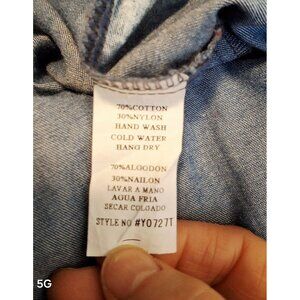 70%COTTON
30%NYLON
HAND WASH
COLD WATER
HANG DRY
70%ALGODON
30%NAILON
LAVAR A MANO
AGUA FRIA
SECAR COLGADO
STYLE NO #Y0727T
5G